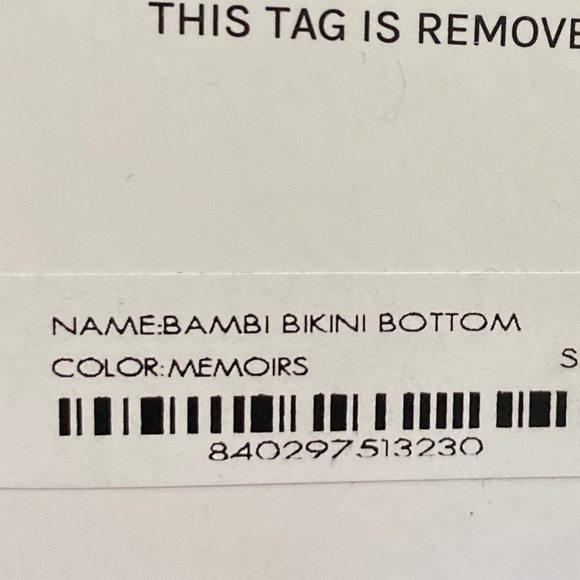 THIS TAG IS REMOVE
NAME:BAMBI BIKINI BOTTOM
COLOR:MEMOIRS
S
840297513230